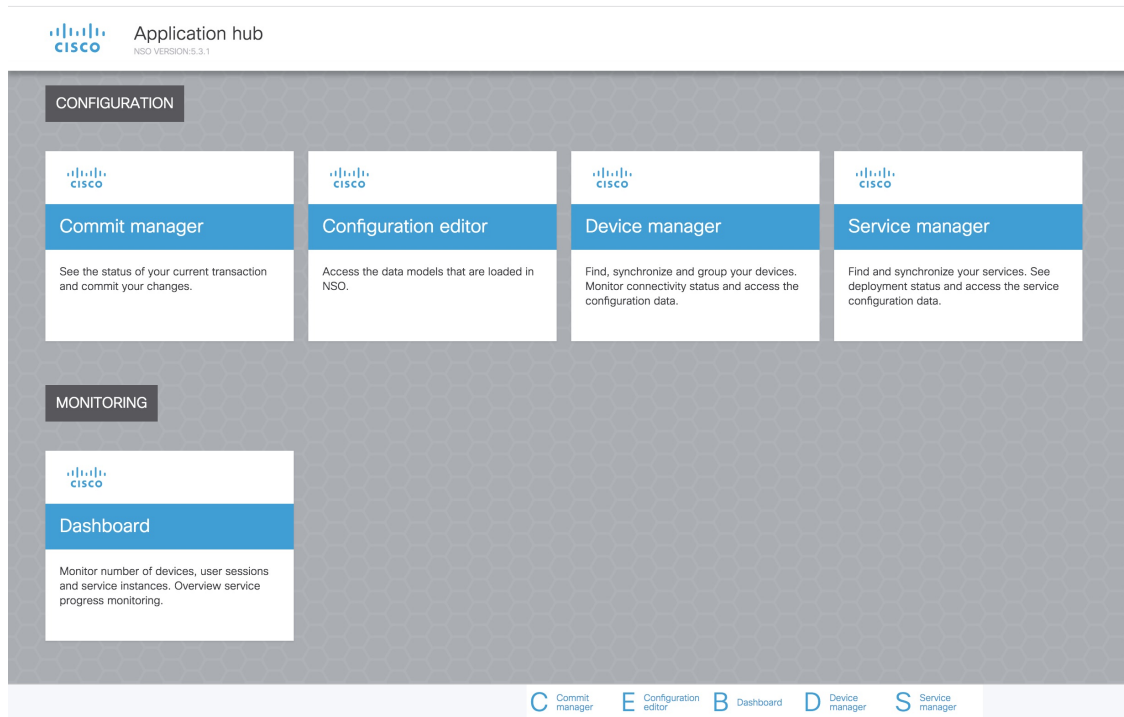 CISCO
Application hub
NSO VERSION:5.3.1
CONFIGURATION
CISCO
Commit manager
See the status of your current transaction
and commit your changes.
CISCO
Configuration editor
Access the data models that are loaded in
NSO.
CISCO
Device manager
Find, synchronize and group your devices.
Monitor connectivity status and access the
configuration data.
CISCO
Service manager
Find and synchronize your services. See
deployment status and access the service
configuration data.
MONITORING
CISCO
Dashboard
Monitor number of devices, user sessions
and service instances. Overview service
progress monitoring.
C Commit
manager
E Configuration
editor
B Dashboard
D Device
manager
S Service
manager